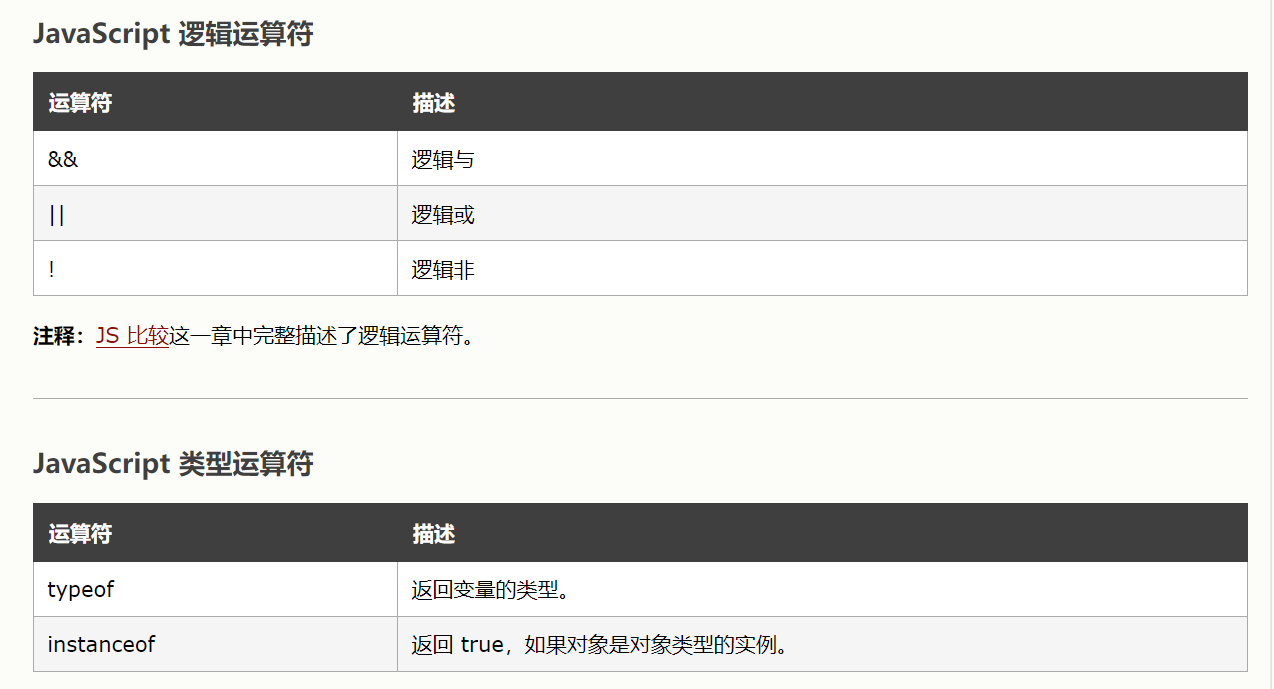 JavaScript 逻辑运算符
运算符 描述
&& 逻辑与
|| 逻辑或
! 逻辑非
注释：JS 比较这一章中完整描述了逻辑运算符。
JavaScript 类型运算符
运算符 描述
typeof 返回变量的类型。
instanceof 返回 true，如果对象是对象类型的实例。